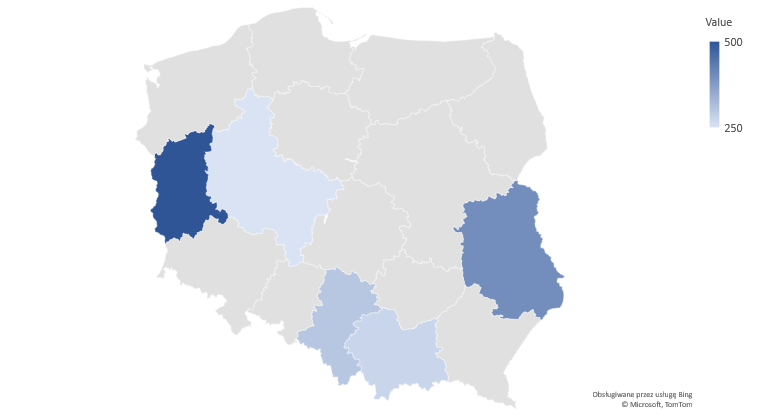 Value
500
250
Obsługiwane przez usługę Bing
© Microsoft, TomTom